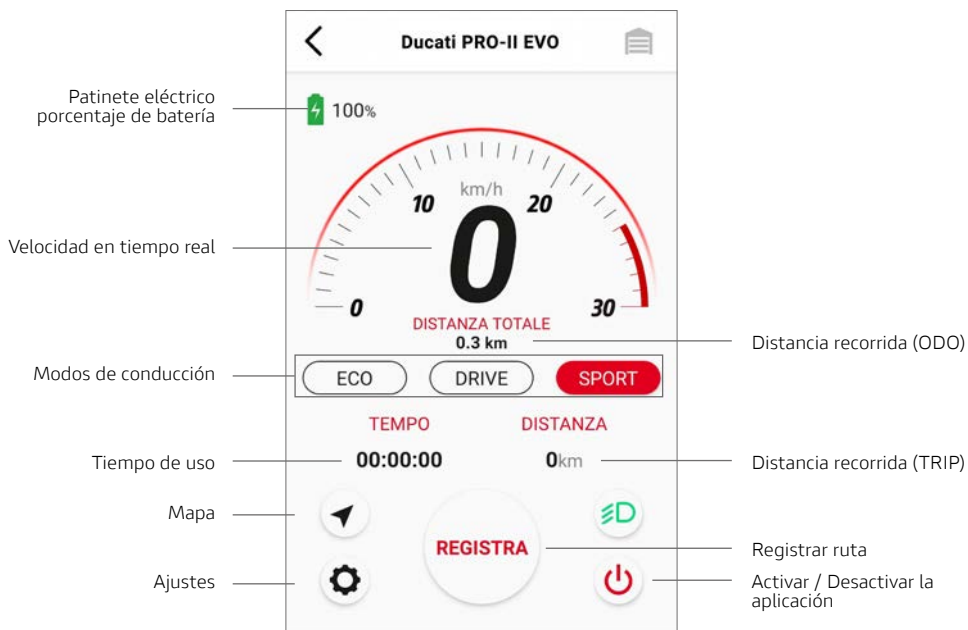 Ducati PRO-II EVO
Patinete eléctrico
porcentaje de batería
100%
km/h
10
20
Velocidad en tiempo real
0
0
30
DISTANZA TOTALE
0.3 km
Distancia recorrida (ODO)
Modos de conducción
ECO
DRIVE
SPORT
TEMPO
DISTANZA
Tiempo de uso
00:00:00
0km
Distancia recorrida (TRIP)
Mapa
REGISTRA
Registrar ruta
Ajustes
Activar / Desactivar la
aplicación